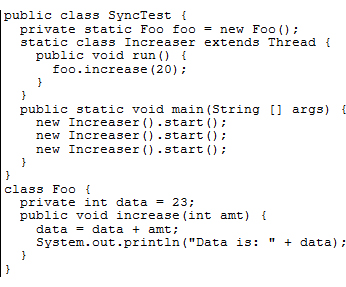 public class SyncTest {
  private static Foo foo = new Foo();
  static class Increaser extends Thread {
    public void run() {
      foo.increase(20);
    }
  }
  public static void main(String [] args) {
    new Increaser().start();
    new Increaser().start();
    new Increaser().start();
  }
}
class Foo {
  private int data = 23;
  public void increase(int amt) {
    data = data + amt;
    System.out.println("Data is: " + data);
  }
}